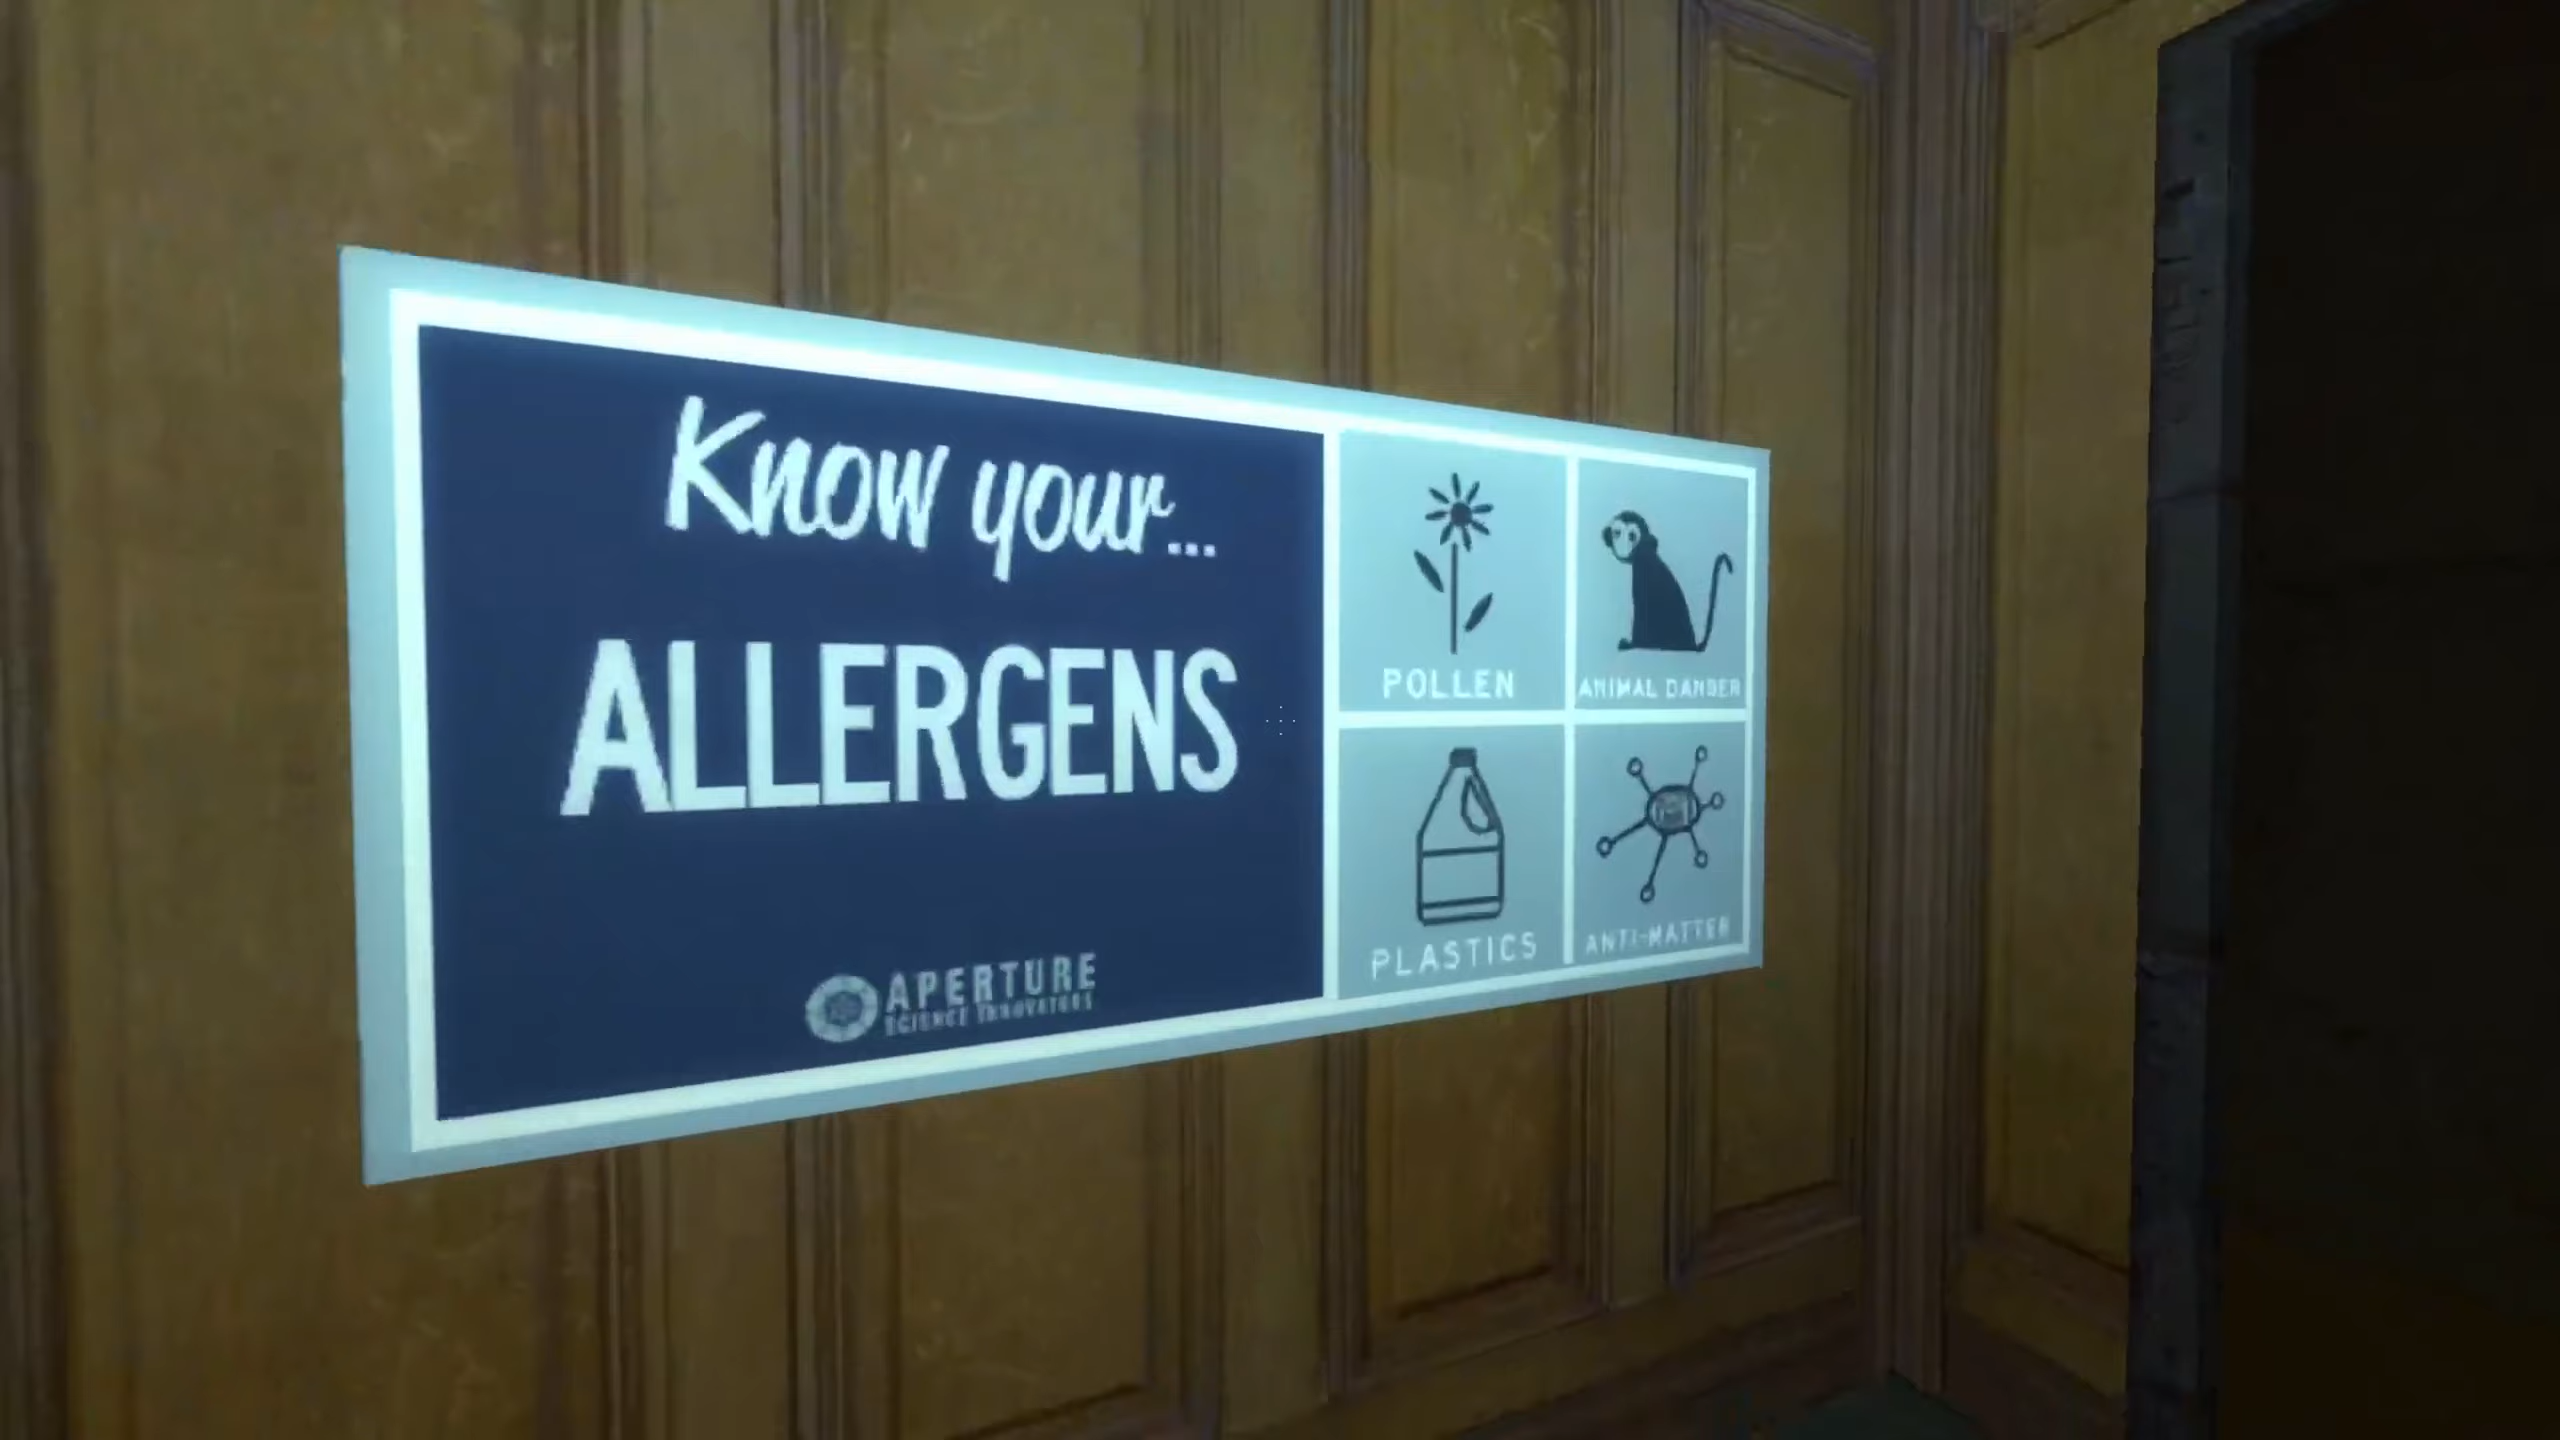 Know your...
ALLERGENS
APERTURE
SCIENCE INNOVATORS
POLLEN
ANIMAL DANDER
PLASTICS
ANTI-MATTER